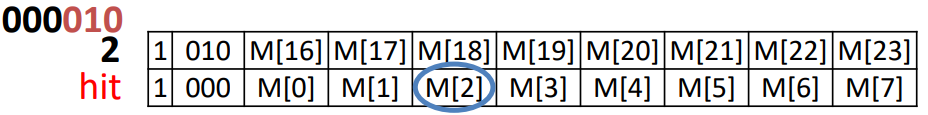 000010
2 1 010 M[16] M[17] M[18] M[19] M[20] M[21] M[22] M[23]
hit 1 000 M[0] M[1] M[2] M[3] M[4] M[5] M[6] M[7]